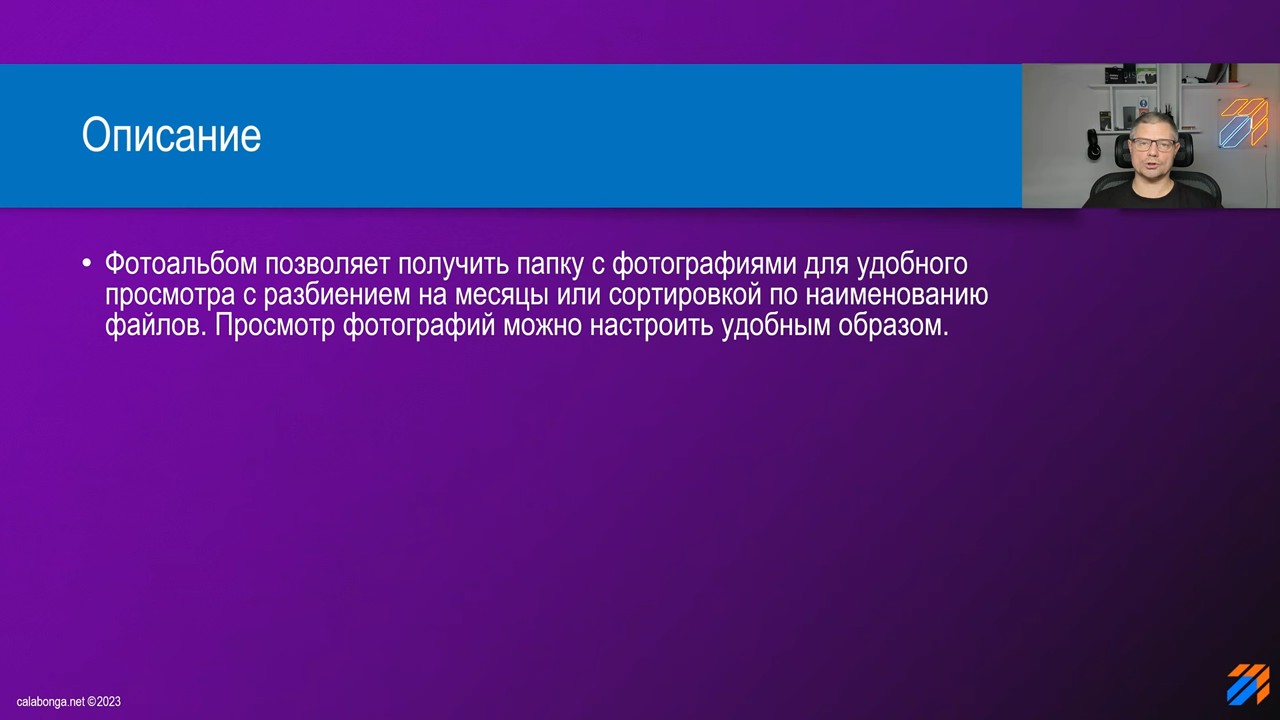 Описание
• Фотоальбом позволяет получить папку с фотографиями для удобного
просмотра с разбиением на месяцы или сортировкой по наименованию
файлов. Просмотр фотографий можно настроить удобным образом.
calabonga.net ©2023